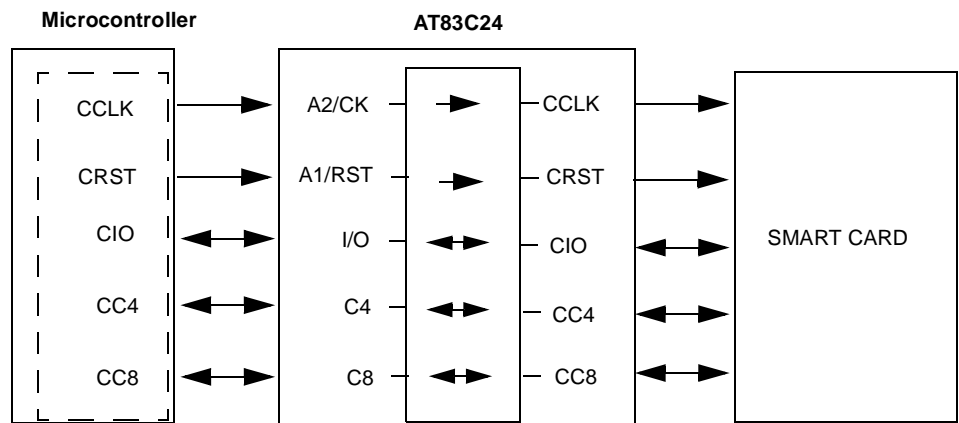 Microcontroller AT83C24
CCLK A2/CK CCLK
CRST A1/RST CRST
CIO I/O CIO SMART CARD
CC4 C4 CC4
CC8 C8 CC8